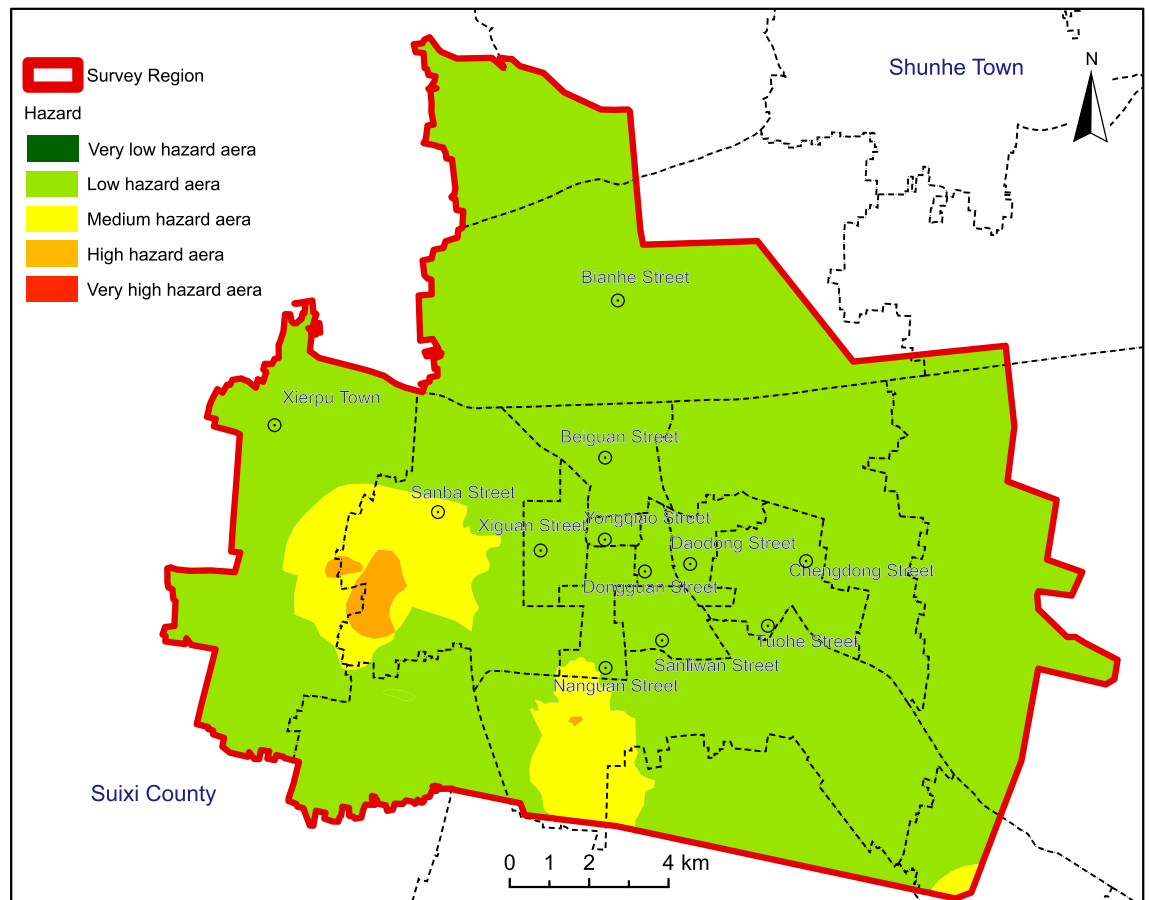 Shunhe Town
N
Survey Region
Hazard
Very low hazard aera
Low hazard aera
Medium hazard aera
High hazard aera
Very high hazard aera
Bianhe Street
Xierpu Town
Beiguan Street
Sanba Street
Xiguan Street
Yongqiao Street
Daodong Street
Chengdong Street
Dongguan Street
Tuohe Street
Sanliwan Street
Nanguan Street
Suixi County
0 1 2 4 km